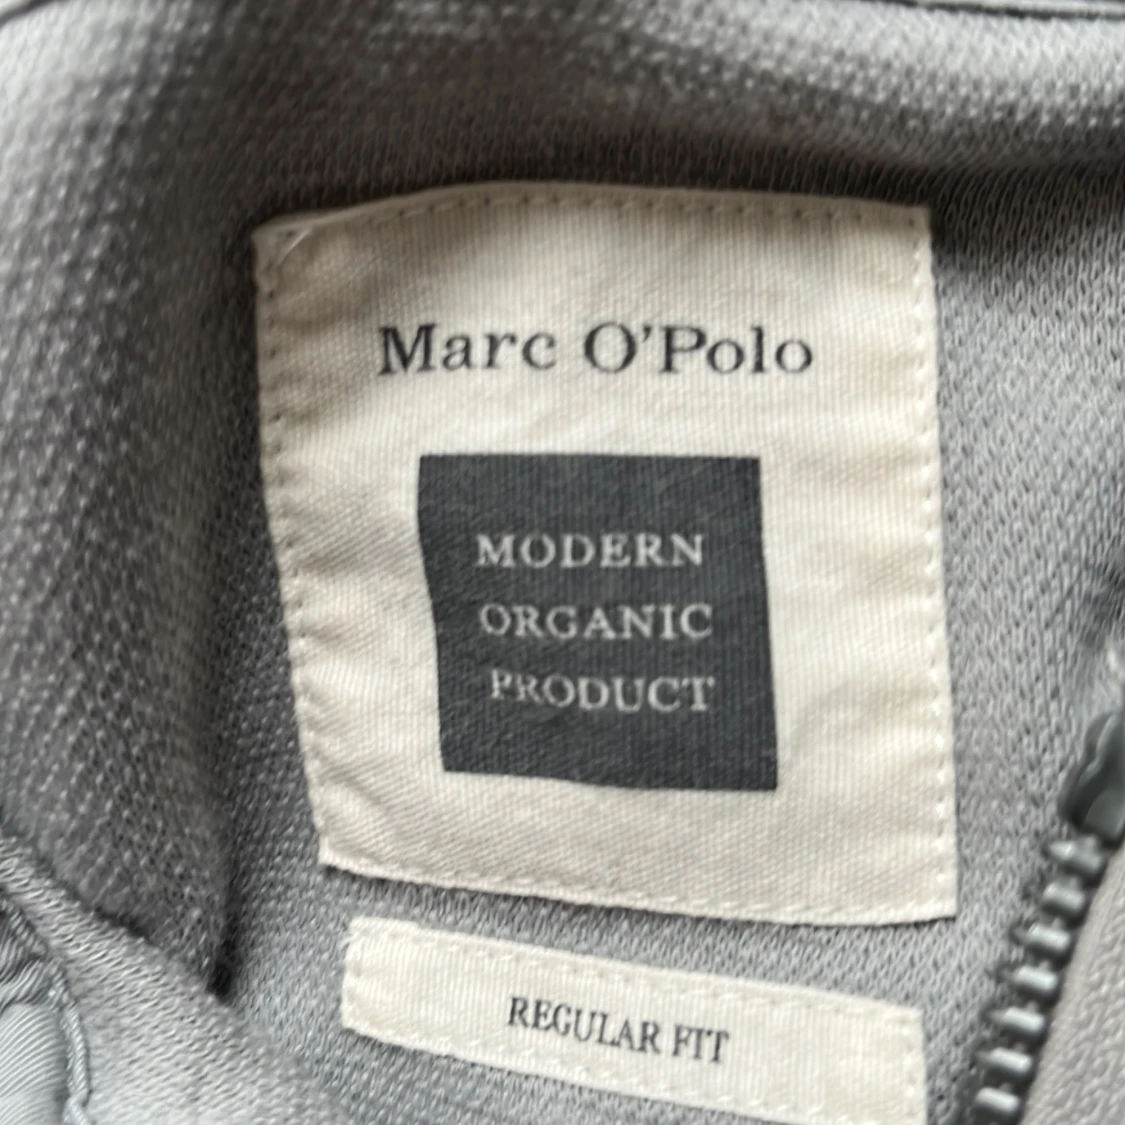 Marc O'Polo
MODERN
ORGANIC
PRODUCT
REGULAR FIT